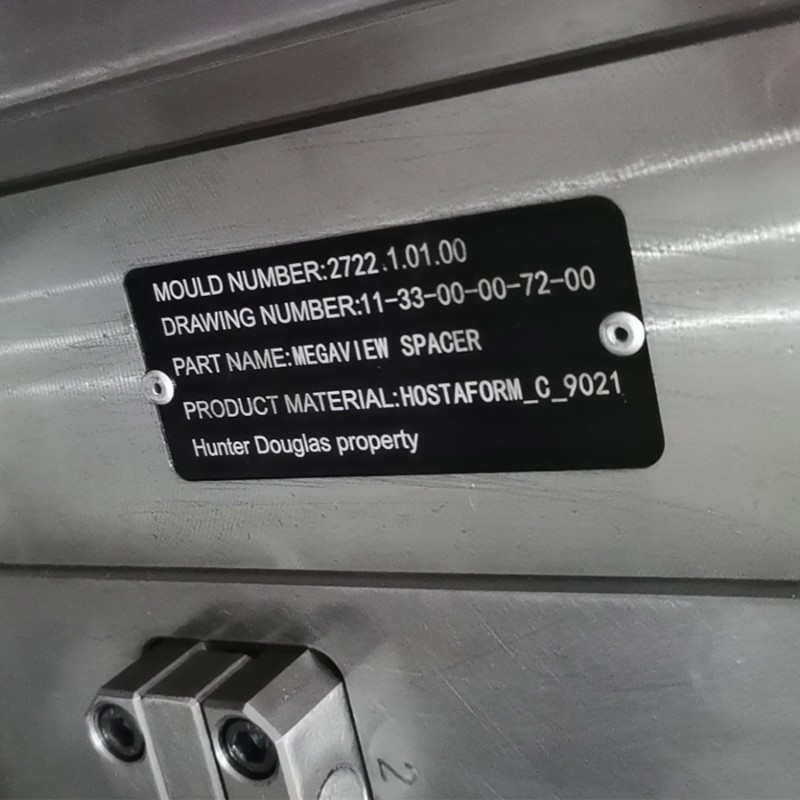 MOULD NUMBER:2722.1.01.00
DRAWING NUMBER:11-33-00-00-72-00
PART NAME:MEGAVIEW SPACER
PRODUCT MATERIAL:HOSTAFORM_C_9021
Hunter Douglas property
2